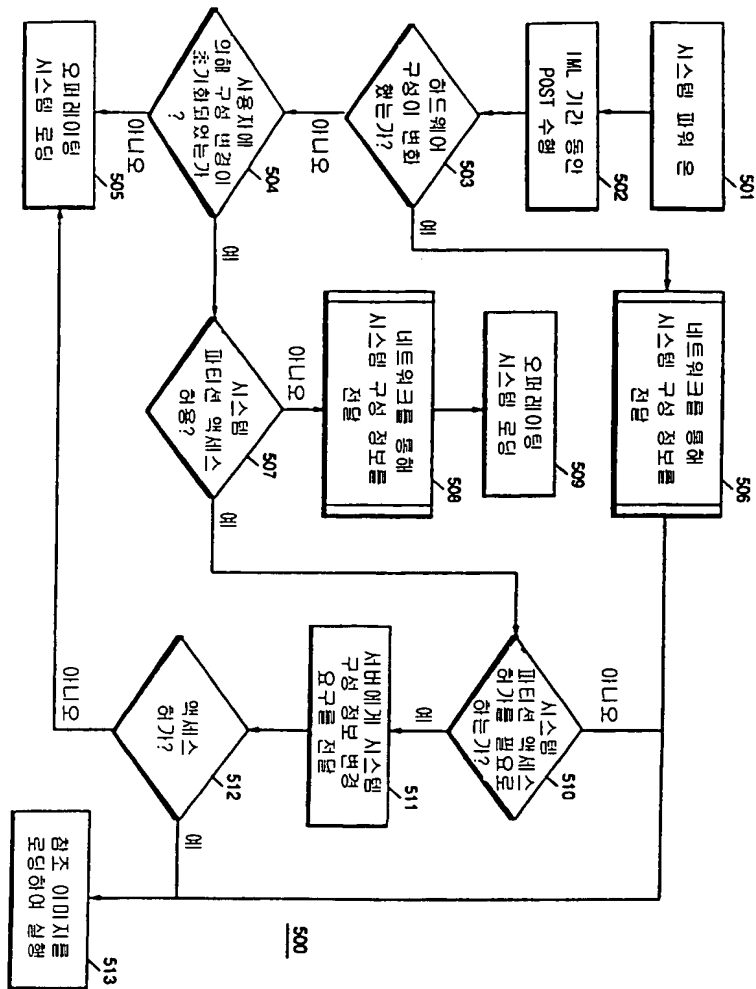 시스템 파워 온
501
IML 기간 동안
POST 수행
502
하드웨어
구성이 변화
했는가?
503
예
아니오
사용자에
의해 구성 변경이
초기화되었는가
?
504
예
아니오
오퍼레이팅
시스템 로딩
505
네트워크를 통해
시스템 구성 정보를
전달
506
시스템
파티션 액세스
허용?
507
아니오
예
네트워크를 통해
시스템 구성 정보를
전달
508
오퍼레이팅
시스템 로딩
509
시스템
파티션 액세스
허가를 필요로
하는가?
510
아니오
예
서버에게 시스템
구성 정보 변경
요구를 전달
511
액세스
허가?
512
아니오
예
참조 이미지를
로딩하여 실행
513
500